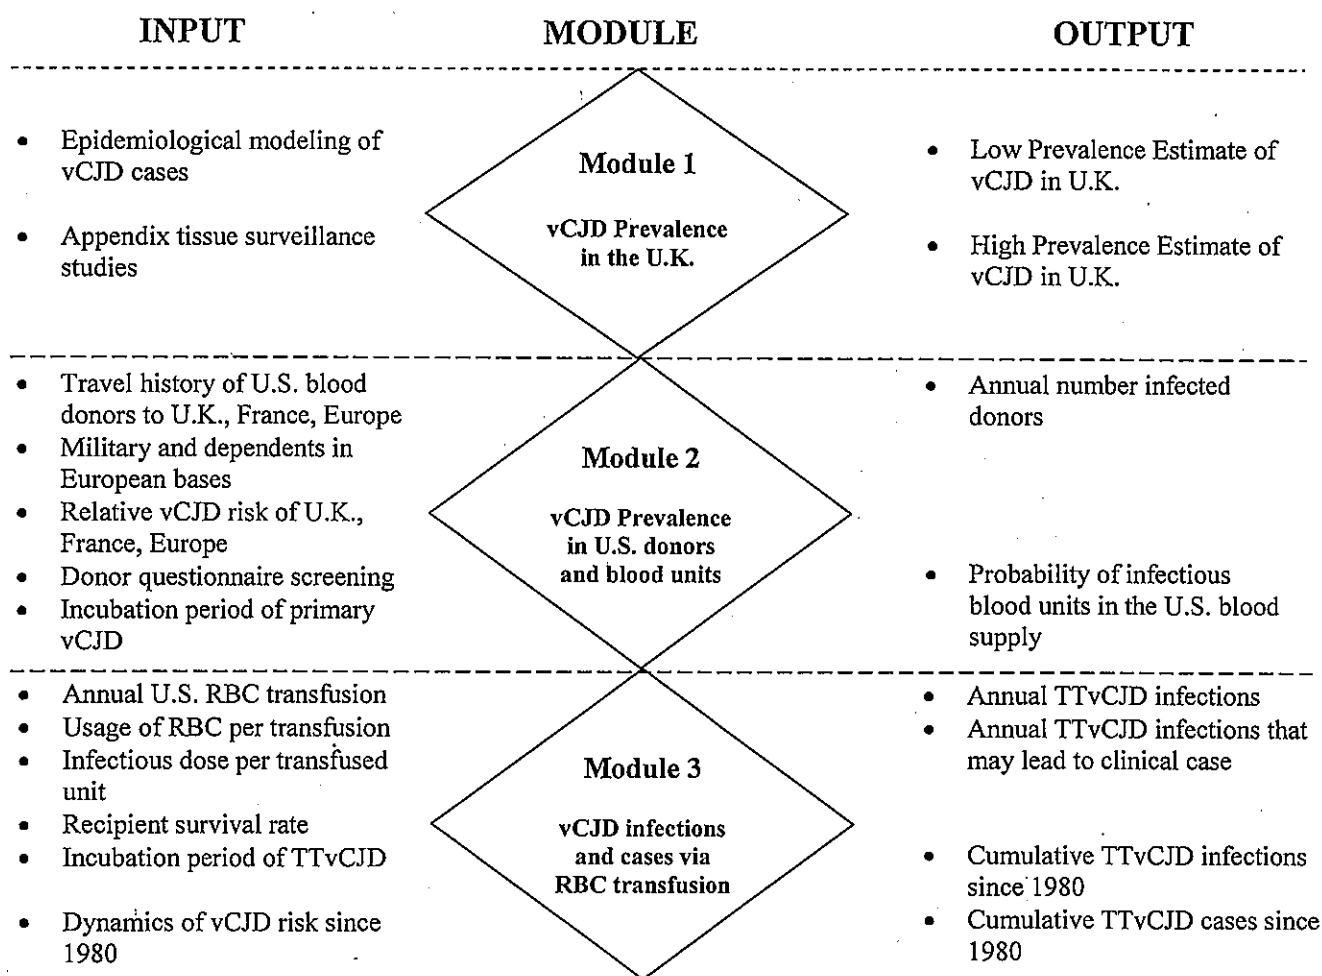 INPUT
MODULE
OUTPUT
• Epidemiological modeling of
vCJD cases
• Appendix tissue surveillance
studies
Module 1
vCJD Prevalence
in the U.K.
• Low Prevalence Estimate of
vCJD in U.K.
• High Prevalence Estimate of
vCJD in U.K.
• Travel history of U.S. blood
donors to U.K., France, Europe
• Military and dependents in
European bases
• Relative vCJD risk of U.K.,
France, Europe
• Donor questionnaire screening
• Incubation period of primary
vCJD
Module 2
vCJD Prevalence
in U.S. donors
and blood units
• Annual number infected
donors
• Probability of infectious
blood units in the U.S. blood
supply
• Annual U.S. RBC transfusion
• Usage of RBC per transfusion
• Infectious dose per transfused
unit
• Recipient survival rate
• Incubation period of TTvCJD
• Dynamics of vCJD risk since
1980
Module 3
vCJD infections
and cases via
RBC transfusion
• Annual TTvCJD infections
• Annual TTvCJD infections that
may lead to clinical case
• Cumulative TTvCJD infections
since 1980
• Cumulative TTvCJD cases since
1980